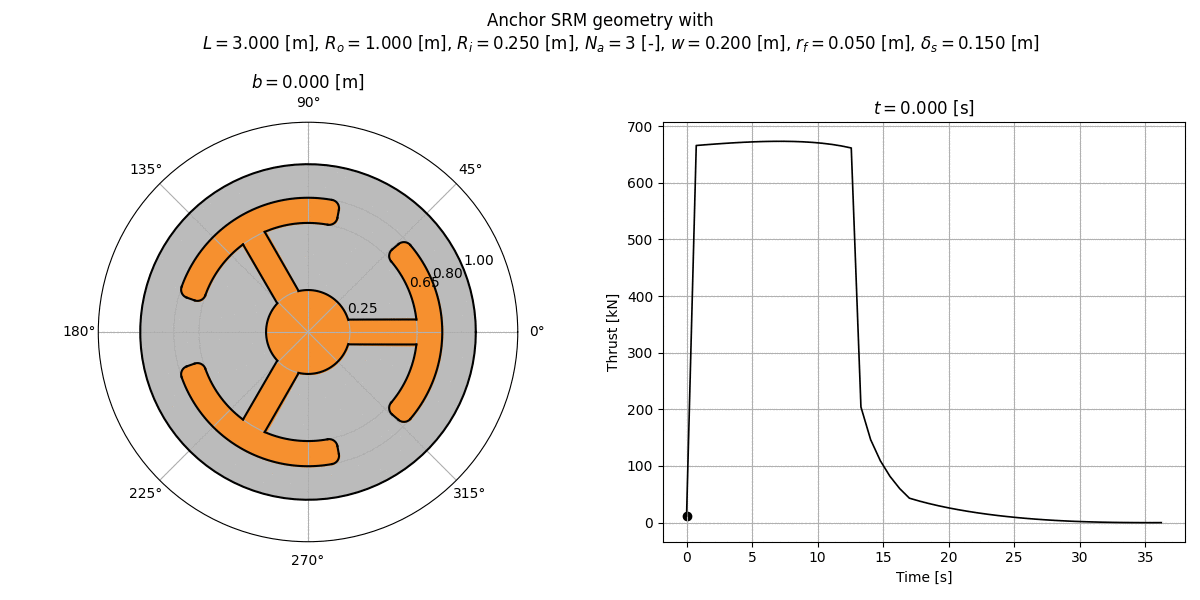 Anchor SRM geometry with
L = 3.000 [m], R_o = 1.000 [m], R_i = 0.250 [m], N_a = 3 [-], w = 0.200 [m], r_f = 0.050 [m], δ_s = 0.150 [m]
b = 0.000 [m]
90°
135°
45°
1.00
0.80
0.65
0.25
180°
0°
225°
315°
270°
t = 0.000 [s]
700
600
500
400
300
200
100
0
Thrust [kN]
0 5 10 15 20 25 30 35
Time [s]